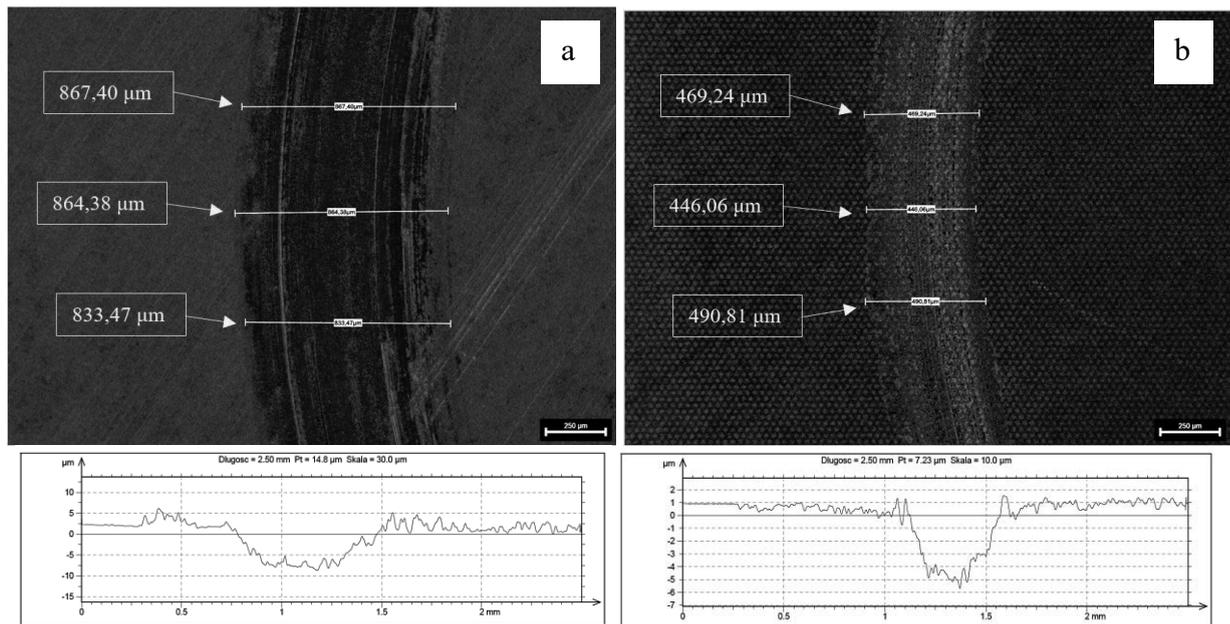 a
867,40 μm
867,40μm
864,38 μm
864,38μm
833,47 μm
833,47μm
250 μm
b
469,24 μm
469,24μm
446,06 μm
446,06μm
490,81 μm
490,81μm
250 μm
Dlugosc = 2.50 mm Pt = 14.8 μm Skala = 30.0 μm
μm
10
5
0
-5
-10
-15
0
0.5
1
1.5
2 mm
Dlugosc = 2.50 mm Pt = 7.23 μm Skala = 10.0 μm
μm
2
1
0
-1
-2
-3
-4
-5
-6
-7
0
0.5
1
1.5
2 mm